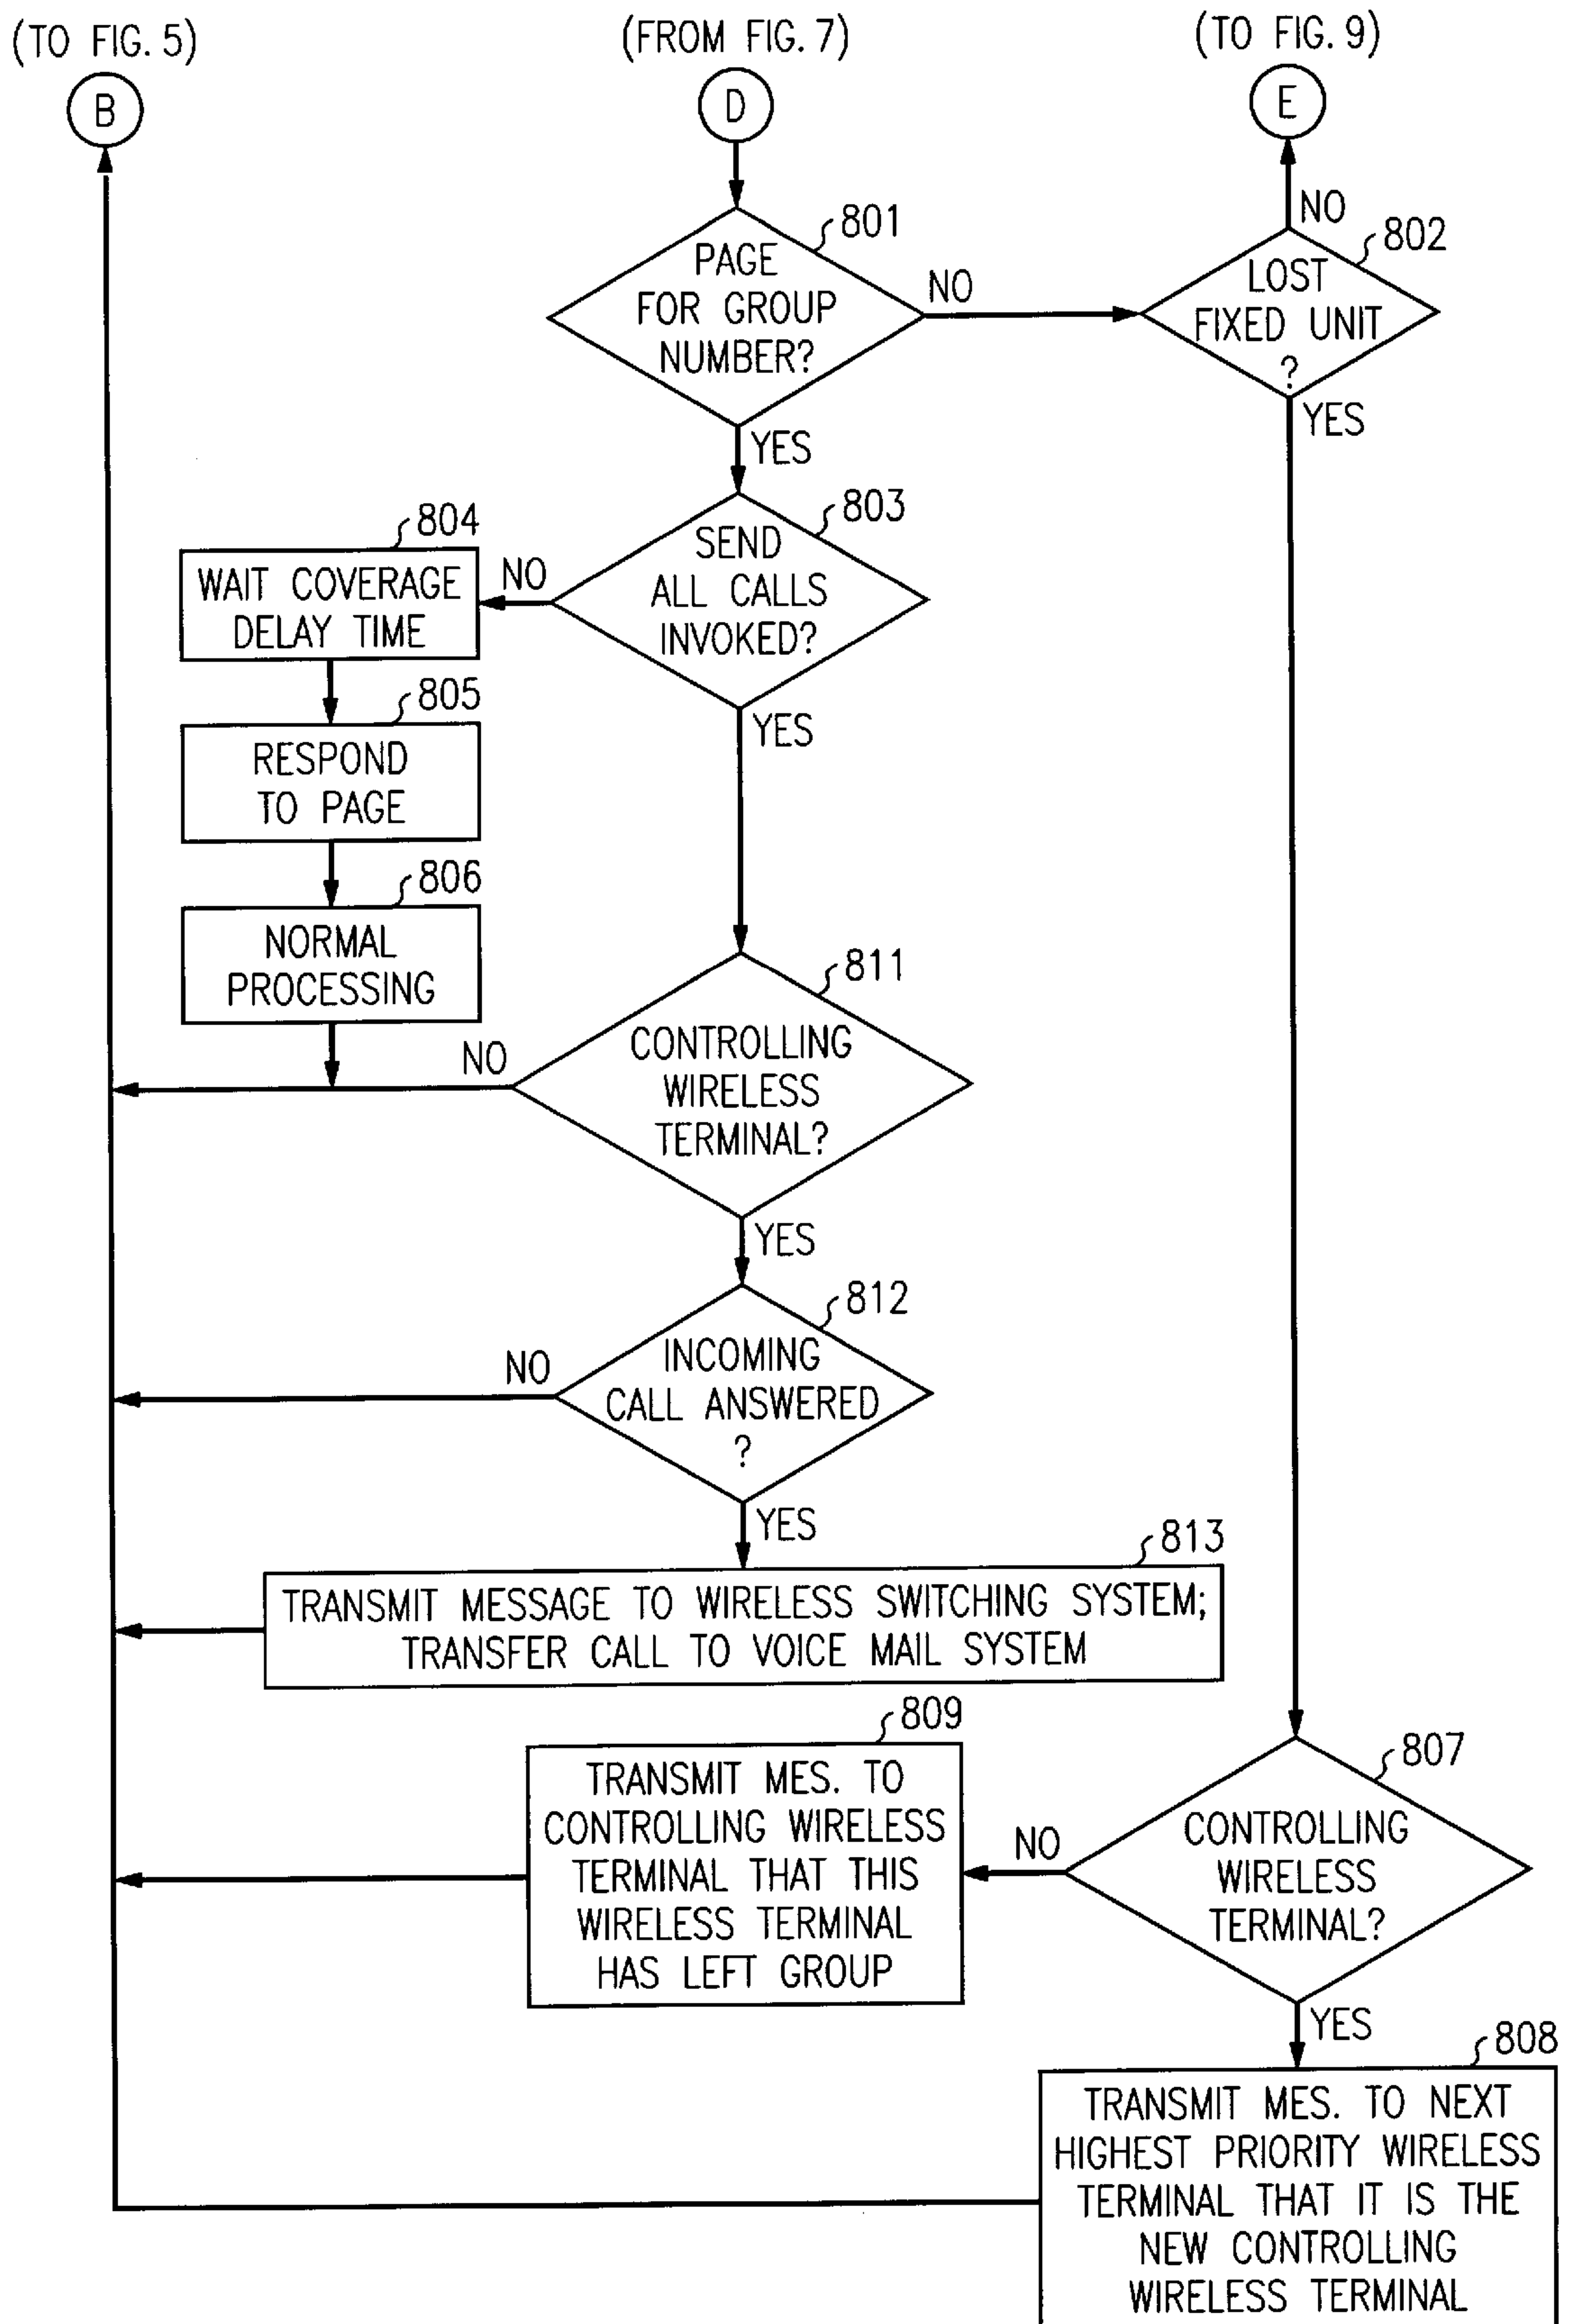 (TO FIG. 5)
(FROM FIG. 7)
(TO FIG. 9)
B
D
E
NO
801
802
PAGE
FOR GROUP
NUMBER?
NO
LOST
FIXED UNIT
?
YES
YES
803
804
SEND
ALL CALLS
INVOKED?
NO
WAIT COVERAGE
DELAY TIME
805
YES
RESPOND
TO PAGE
806
NORMAL
PROCESSING
811
NO
CONTROLLING
WIRELESS
TERMINAL?
YES
812
NO
INCOMING
CALL ANSWERED
?
YES
813
TRANSMIT MESSAGE TO WIRELESS SWITCHING SYSTEM;
TRANSFER CALL TO VOICE MAIL SYSTEM
809
807
TRANSMIT MES. TO
CONTROLLING WIRELESS
TERMINAL THAT THIS
WIRELESS TERMINAL
HAS LEFT GROUP
NO
CONTROLLING
WIRELESS
TERMINAL?
YES
808
TRANSMIT MES. TO NEXT
HIGHEST PRIORITY WIRELESS
TERMINAL THAT IT IS THE
NEW CONTROLLING
WIRELESS TERMINAL